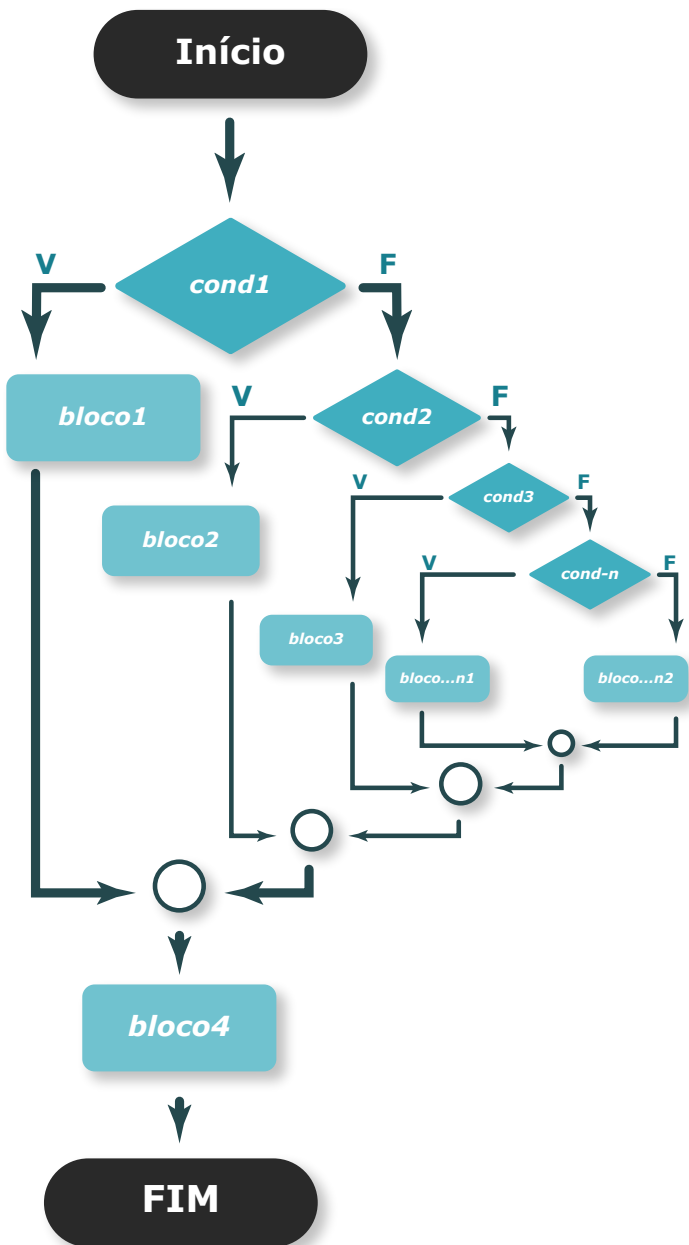 Início
V
F
cond1
V
F
bloco1
cond2
V
F
cond3
bloco2
V
F
cond-n
bloco3
bloco...n1
bloco...n2
bloco4
FIM